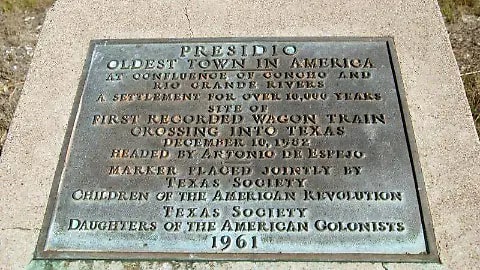 PRESIDIO
OLDEST TOWN IN AMERICA
AT CONFLUENCE OF CONCHO AND
RIO GRANDE RIVERS
A SETTLEMENT FOR OVER 10,000 YEARS
SITE OF
FIRST RECORDED WAGON TRAIN
CROSSING INTO TEXAS
DECEMBER 10, 1582
HEADED BY ANTONIO DE ESPEJO
MARKER PLACED JOINTLY BY
TEXAS SOCIETY
CHILDREN OF THE AMERICAN REVOLUTION
TEXAS SOCIETY
DAUGHTERS OF THE AMERICAN COLONISTS
1961